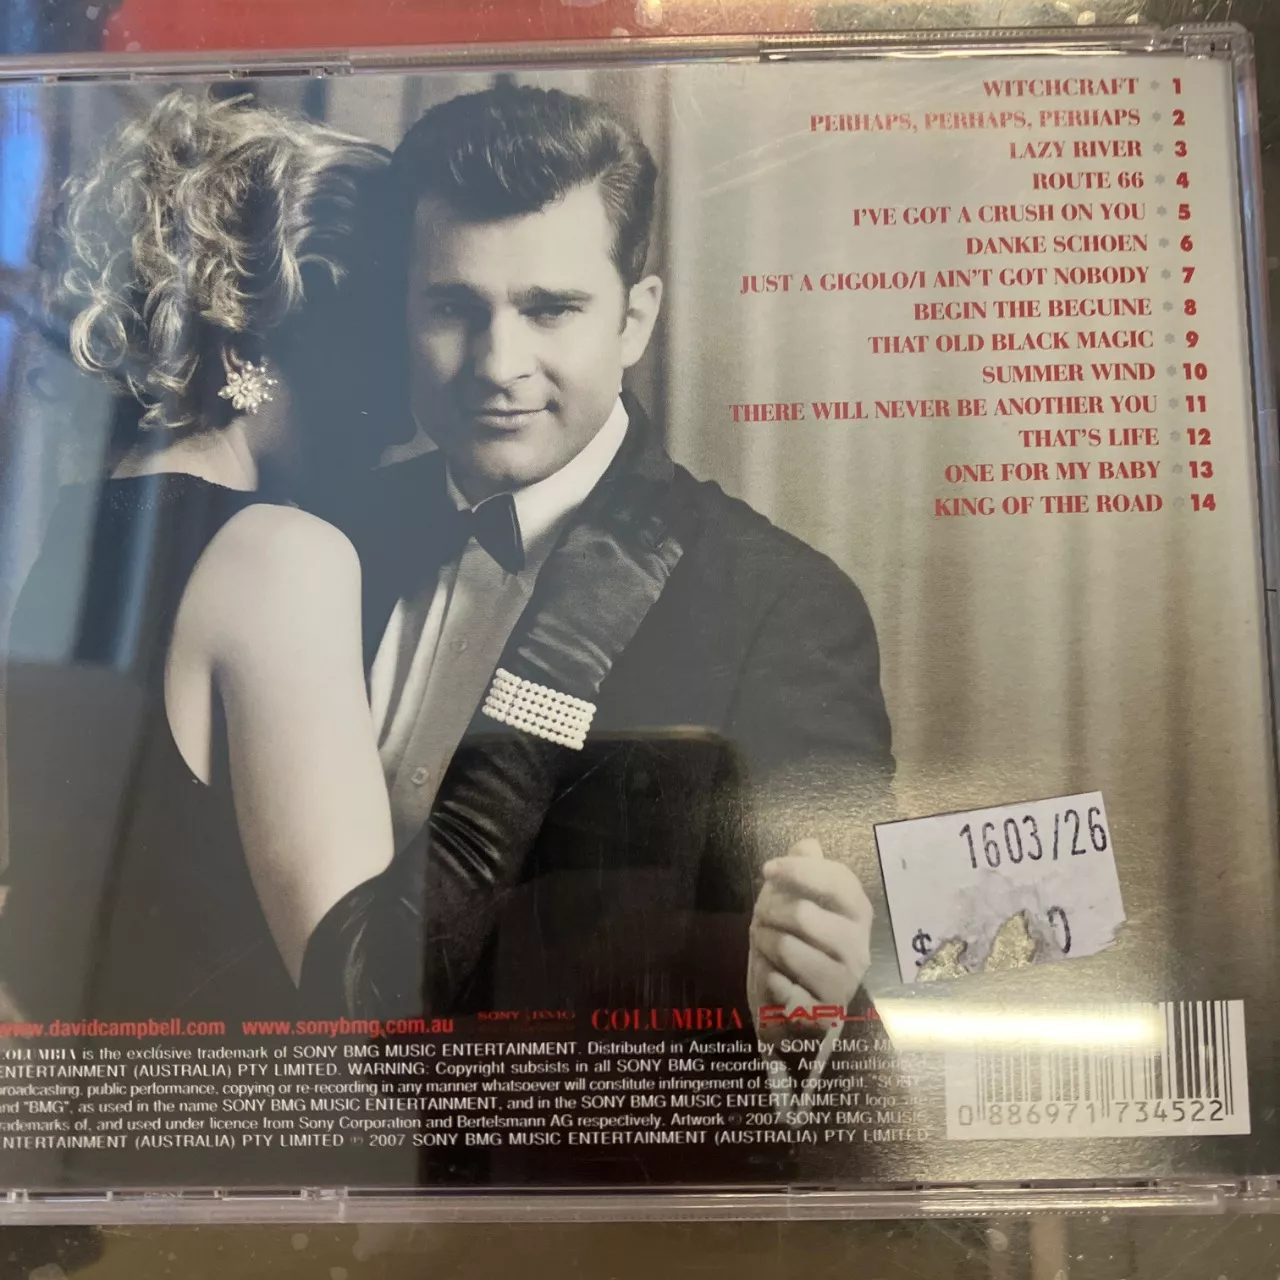 WITCHCRAFT * 1
PERHAPS, PERHAPS, PERHAPS * 2
LAZY RIVER * 3
ROUTE 66 * 4
I'VE GOT A CRUSH ON YOU * 5
DANKE SCHOEN * 6
JUST A GIGOLO/I AIN'T GOT NOBODY * 7
BEGIN THE BEGUINE * 8
THAT OLD BLACK MAGIC * 9
SUMMER WIND * 10
THERE WILL NEVER BE ANOTHER YOU * 11
THAT'S LIFE * 12
ONE FOR MY BABY * 13
KING OF THE ROAD * 14
1603/26
$ 0
www.davidcampbell.com www.sonybmg.com.au SONY BMG COLUMBIA
COLUMBIA is the exclusive trademark of SONY BMG MUSIC ENTERTAINMENT. Distributed in Australia by SONY BMG
ENTERTAINMENT (AUSTRALIA) PTY LIMITED. WARNING: Copyright subsists in all SONY BMG recordings. Any unauthorised
broadcasting, public performance, copying or re-recording in any manner whatsoever will constitute infringement of such copyright. "SONY"
and "BMG", as used in the name SONY BMG MUSIC ENTERTAINMENT, and in the SONY BMG MUSIC ENTERTAINMENT logo, are
trademarks of, and used under licence from Sony Corporation and Bertelsmann AG respectively. Artwork © 2007 SONY BMG MUSIC
ENTERTAINMENT (AUSTRALIA) PTY LIMITED ℗ 2007 SONY BMG MUSIC ENTERTAINMENT (AUSTRALIA) PTY LIMITED
0 886971 734522